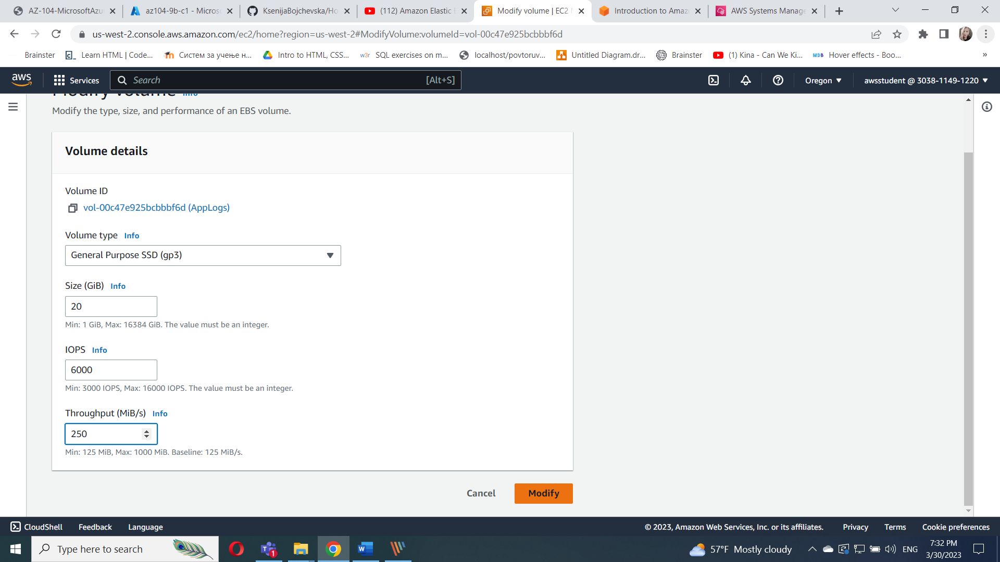 AZ-104-MicrosoftAzu
az104-9b-c1 - Micros
KsenijaBojchevska/Ho
(112) Amazon Elastic
Modify volume | EC2
Introduction to Amaz
AWS Systems Manage
us-west-2.console.aws.amazon.com/ec2/home?region=us-west-2#ModifyVolume:volumeId=vol-00c47e925bcbbbf6d
Brainster
Learn HTML | Code...
Систем за учење н...
Intro to HTML, CSS...
w3r SQL exercises on m...
localhost/povtoruv...
Untitled Diagram.dr...
Brainster
(1) Kina - Can We Ki...
MDB Hover effects - Boo...
»
aws
Services
Search
[Alt+S]
Oregon
awsstudent @ 3038-1149-1220
Modify volume Info
Modify the type, size, and performance of an EBS volume.
Volume details
Volume ID
vol-00c47e925bcbbbf6d (AppLogs)
Volume type Info
General Purpose SSD (gp3)
Size (GiB) Info
20
Min: 1 GiB, Max: 16384 GiB. The value must be an integer.
IOPS Info
6000
Min: 3000 IOPS, Max: 16000 IOPS. The value must be an integer.
Throughput (MiB/s) Info
250
Min: 125 MiB, Max: 1000 MiB. Baseline: 125 MiB/s.
Cancel
Modify
CloudShell
Feedback
Language
© 2023, Amazon Web Services, Inc. or its affiliates.
Privacy
Terms
Cookie preferences
Type here to search
1
57°F Mostly cloudy
ENG
7:32 PM
3/30/2023